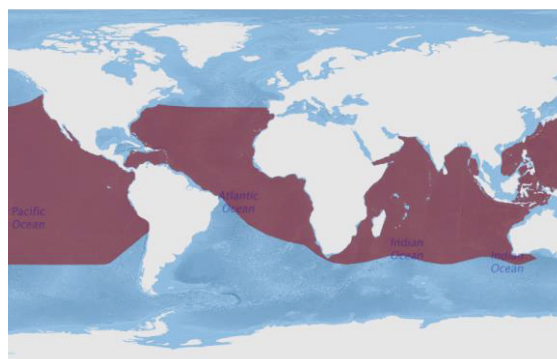 Atlantic
Ocean
Pacific
Ocean
Indian
Ocean
Indian
Ocean